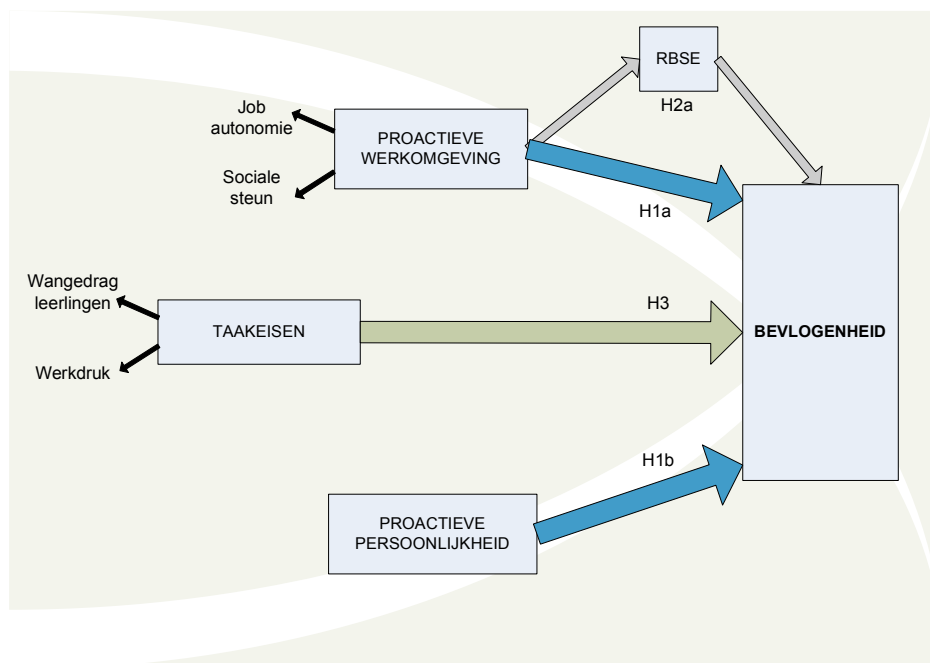 RBSE
H2a
Job
autonomie
PROACTIEVE
WERKOMGEVING
Sociale
steun
H1a
Wangedrag
leerlingen
TAAKEISEN
H3
BEVLOGENHEID
Werkdruk
H1b
PROACTIEVE
PERSOONLIJKHEID